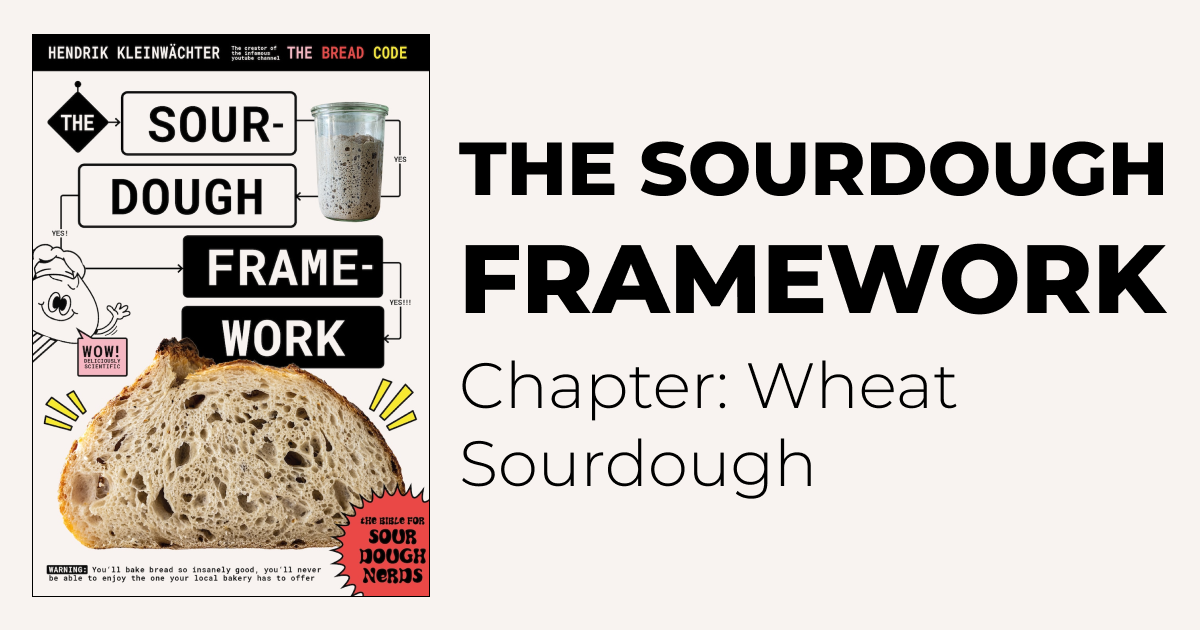 HENDRIK KLEINWÄCHTER
The creator of
the infamous
youtube channel
THE BREAD CODE
THE
SOUR-
YES
DOUGH
YES!
FRAME-
YES!!!
WORK
WOW!
DELICIOUSLY
SCIENTIFIC
tHE BIBLE FOR
SOUR
DOUGH
NERDS
WARNING: You'll bake bread so insanely good, you'll never
be able to enjoy the one your local bakery has to offer
THE SOURDOUGH
FRAMEWORK
Chapter: Wheat
Sourdough